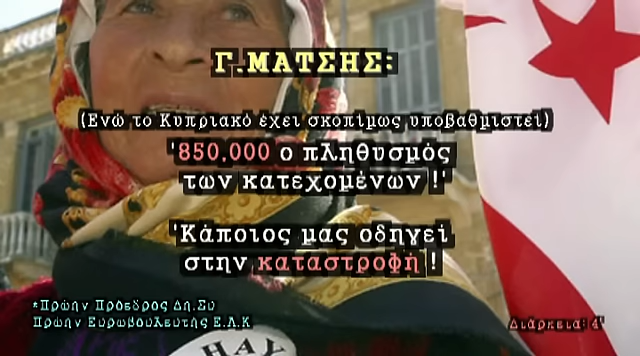 Γ.ΜΑΤΣΗΣ:
(Ενώ το Κυπριακό έχει σκοπίμως υποβαθμιστεί)
'850.000 ο πληθυσμός
των κατεχομένων !'
'Κάποιος μας οδηγεί
στην καταστροφή !
*Πρώην Πρόεδρος Δη.Συ
Πρώην Ευρωβουλευτής Ε.Λ.Κ
Διάρκεια: 4'
HAY